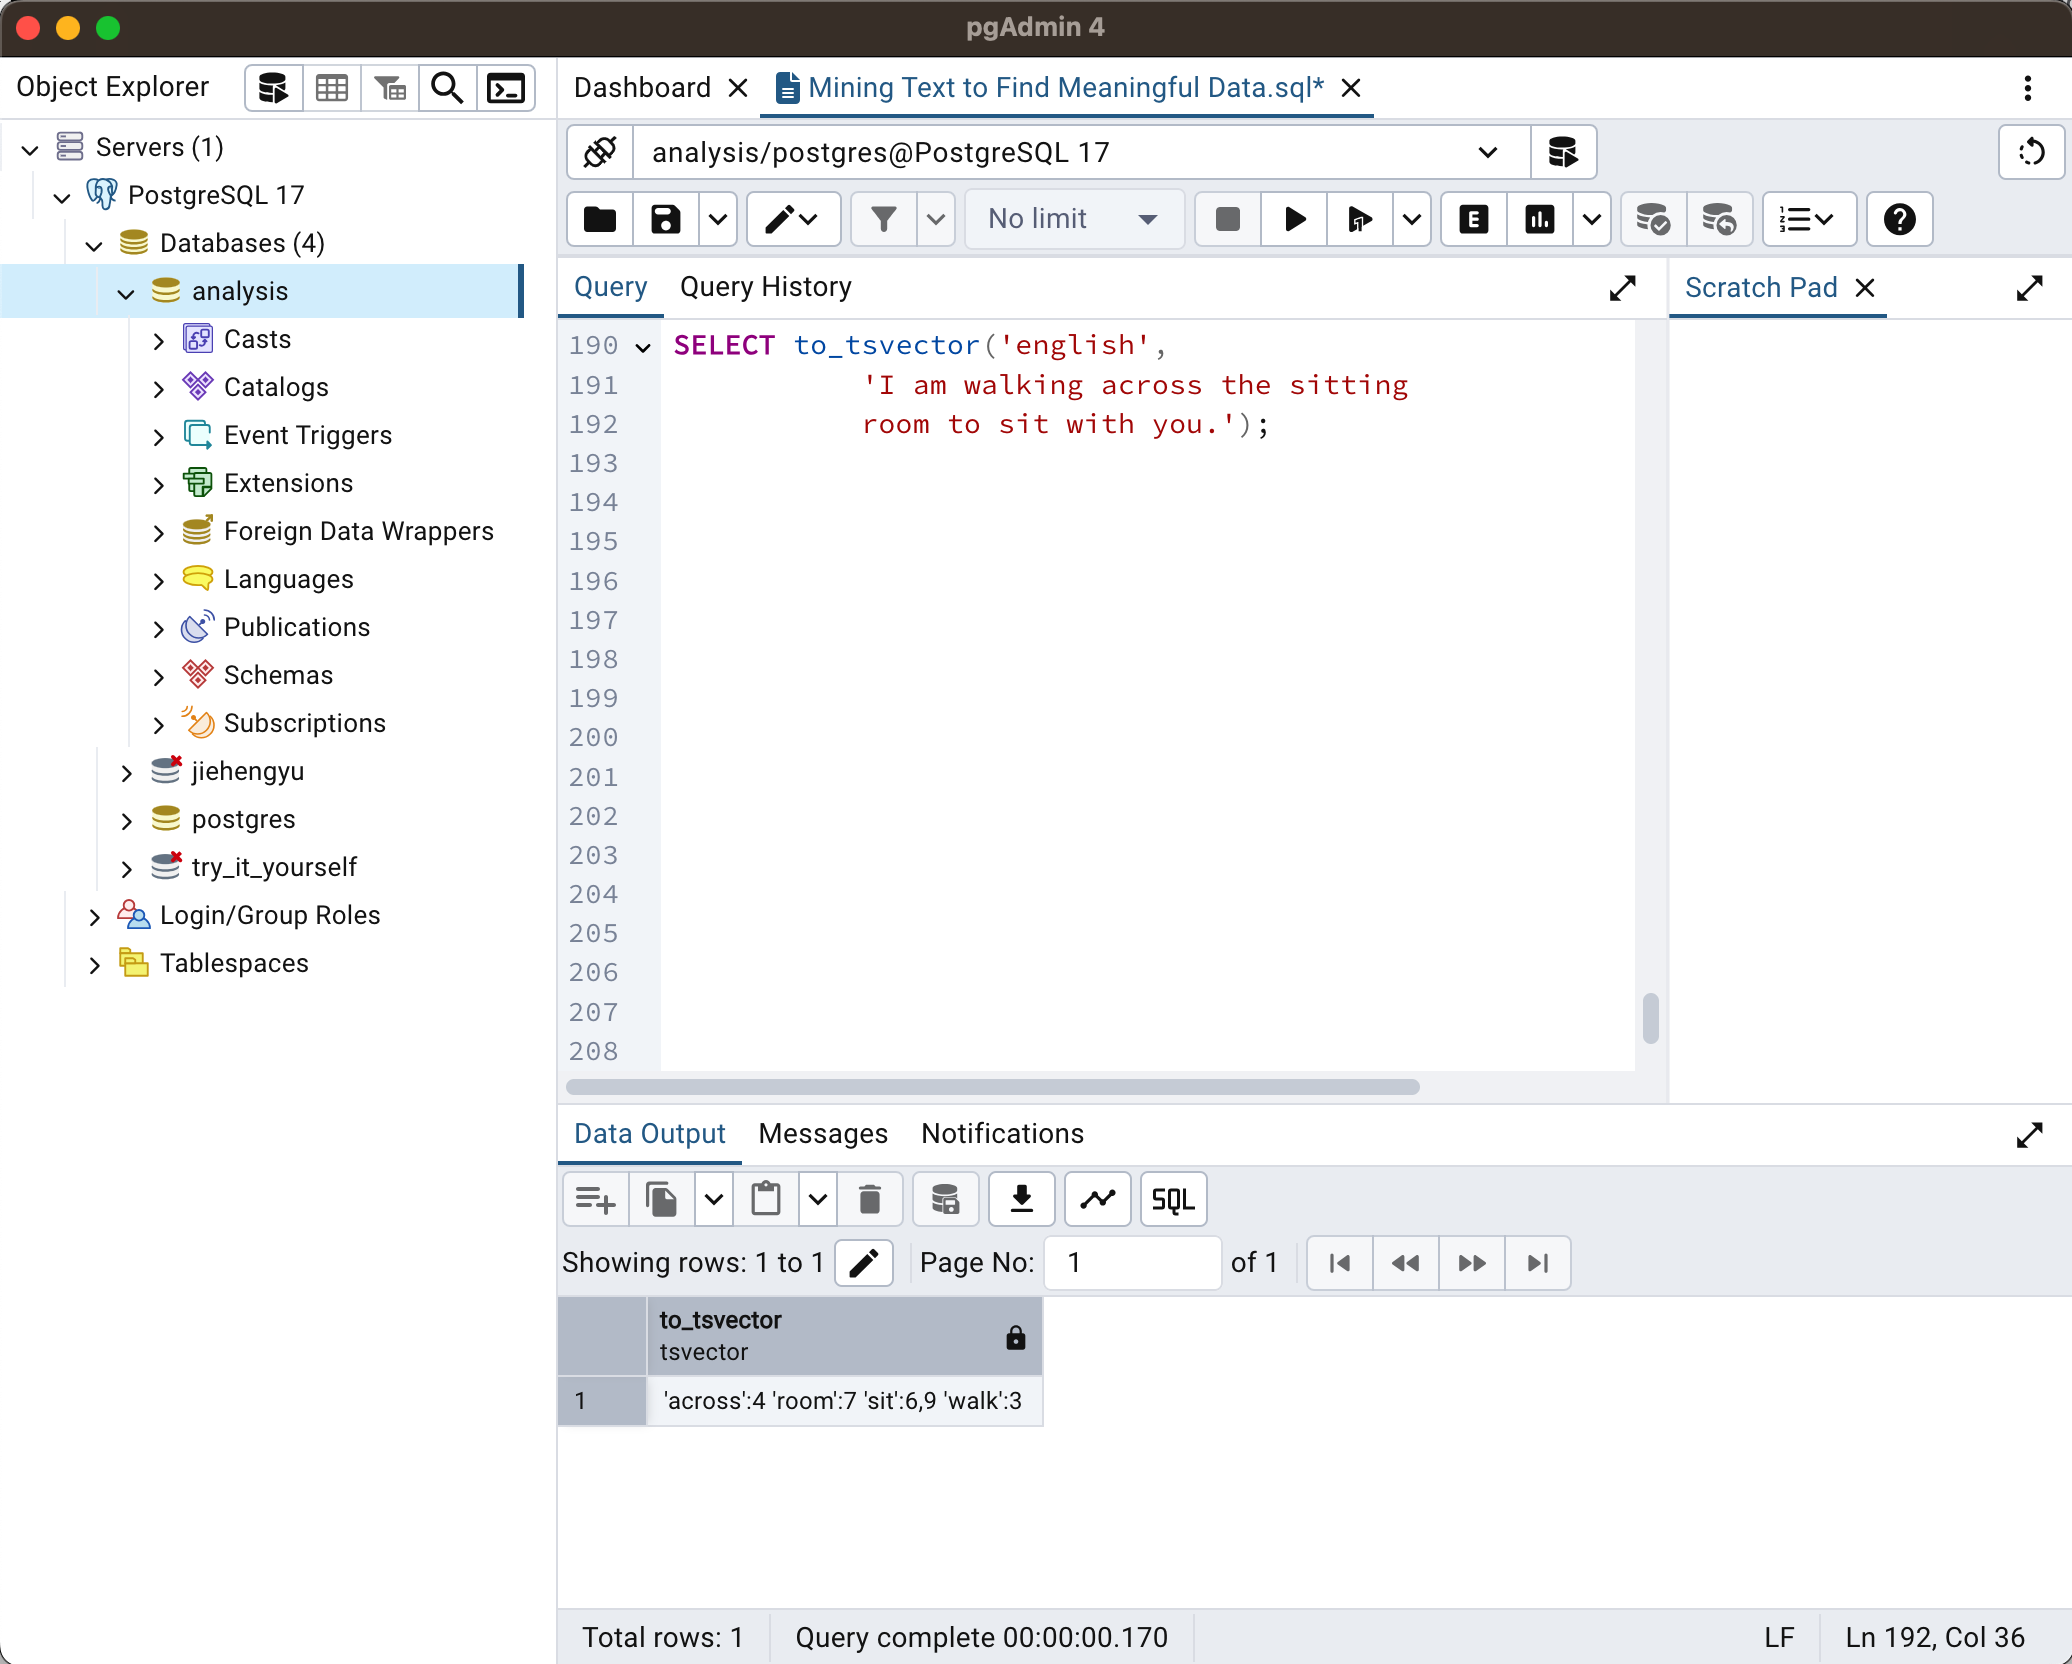 pgAdmin 4
Object Explorer
Servers (1)
PostgreSQL 17
Databases (4)
analysis
Casts
Catalogs
Event Triggers
Extensions
Foreign Data Wrappers
Languages
Publications
Schemas
Subscriptions
jiehengyu
postgres
try_it_yourself
Login/Group Roles
Tablespaces
Dashboard
Mining Text to Find Meaningful Data.sql*
analysis/postgres@PostgreSQL 17
No limit
E
Query
Query History
Scratch Pad
190 SELECT to_tsvector('english',
191 'I am walking across the sitting
192 room to sit with you.');
193
194
195
196
197
198
199
200
201
202
203
204
205
206
207
208
Data Output
Messages
Notifications
SQL
Showing rows: 1 to 1
Page No: 1 of 1
to_tsvector
tsvector
1 'across':4 'room':7 'sit':6,9 'walk':3
Total rows: 1
Query complete 00:00:00.170
LF
Ln 192, Col 36